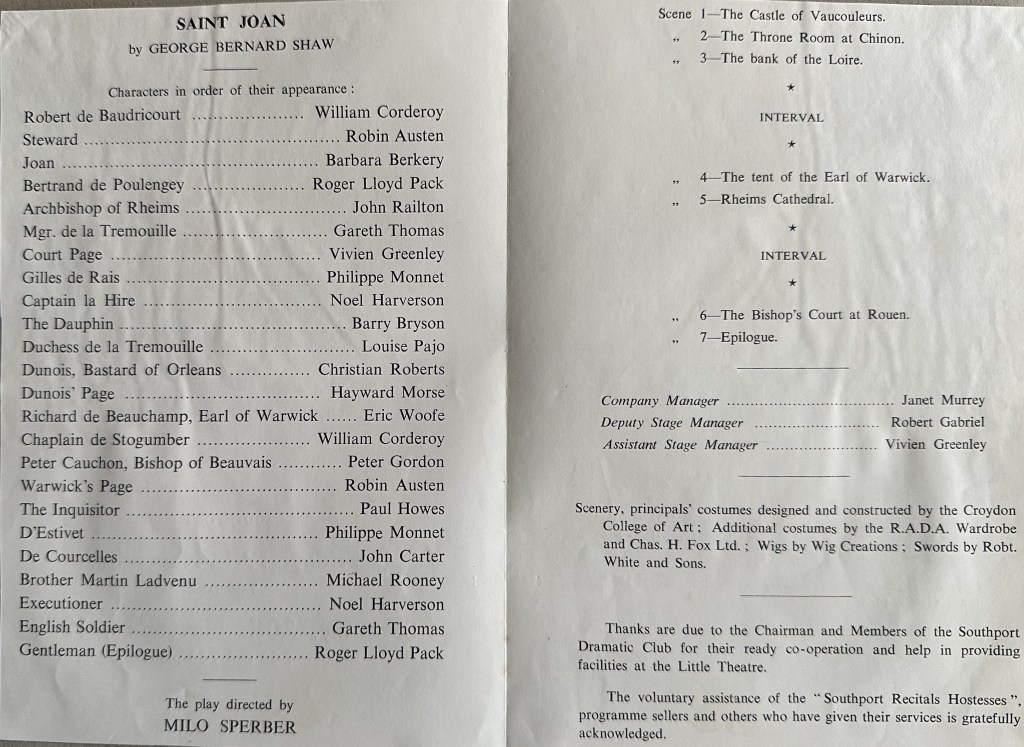 SAINT JOAN
by GEORGE BERNARD SHAW
Characters in order of their appearance :
Robert de Baudricourt ..................... William Corderoy
Steward ............................................... Robin Austen
Joan ................................................ Barbara Berkery
Bertrand de Poulengey ..................... Roger Lloyd Pack
Archbishop of Rheims .............................. John Railton
Mgr. de la Tremouille ........................... Gareth Thomas
Court Page ....................................... Vivien Greenley
Gilles de Rais .................................... Philippe Monnet
Captain la Hire ................................. Noel Harverson
The Dauphin .......................................... Barry Bryson
Duchess de la Tremouille .......................... Louise Pajo
Dunois, Bastard of Orleans ............... Christian Roberts
Dunois' Page .................................... Hayward Morse
Richard de Beauchamp, Earl of Warwick ...... Eric Woofe
Chaplain de Stogumber ..................... William Corderoy
Peter Cauchon, Bishop of Beauvais ............ Peter Gordon
Warwick's Page .................................... Robin Austen
The Inquisitor .......................................... Paul Howes
D'Estivet ............................................. Philippe Monnet
De Courcelles .......................................... John Carter
Brother Martin Ladvenu ..................... Michael Rooney
Executioner ....................................... Noel Harverson
English Soldier .................................... Gareth Thomas
Gentleman (Epilogue) ........................ Roger Lloyd Pack
The play directed by
MILO SPERBER
Scene 1—The Castle of Vaucouleurs.
„ 2—The Throne Room at Chinon.
„ 3—The bank of the Loire.
★
INTERVAL
★
„ 4—The tent of the Earl of Warwick.
„ 5—Rheims Cathedral.
★
INTERVAL
★
„ 6—The Bishop's Court at Rouen.
„ 7—Epilogue.
Company Manager .................................... Janet Murrey
Deputy Stage Manager ........................... Robert Gabriel
Assistant Stage Manager ........................ Vivien Greenley
Scenery, principals' costumes designed and constructed by the Croydon
College of Art ; Additional costumes by the R.A.D.A. Wardrobe
and Chas. H. Fox Ltd. ; Wigs by Wig Creations ; Swords by Robt.
White and Sons.
Thanks are due to the Chairman and Members of the Southport
Dramatic Club for their ready co-operation and help in providing
facilities at the Little Theatre.
The voluntary assistance of the “ Southport Recitals Hostesses ”,
programme sellers and others who have given their services is gratefully
acknowledged.